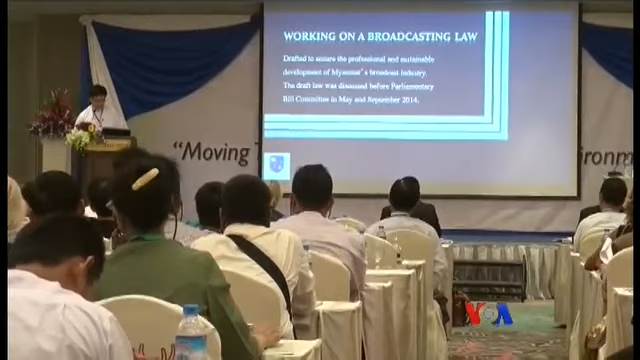 WORKING ON A BROADCASTING LAW
Drafted to ensure the professional and sustainable
development of Myanmar's broadcast industry.
The draft law was discussed before Parliamentary
Bill Committee in May and September 2014.
"Moving
VOA